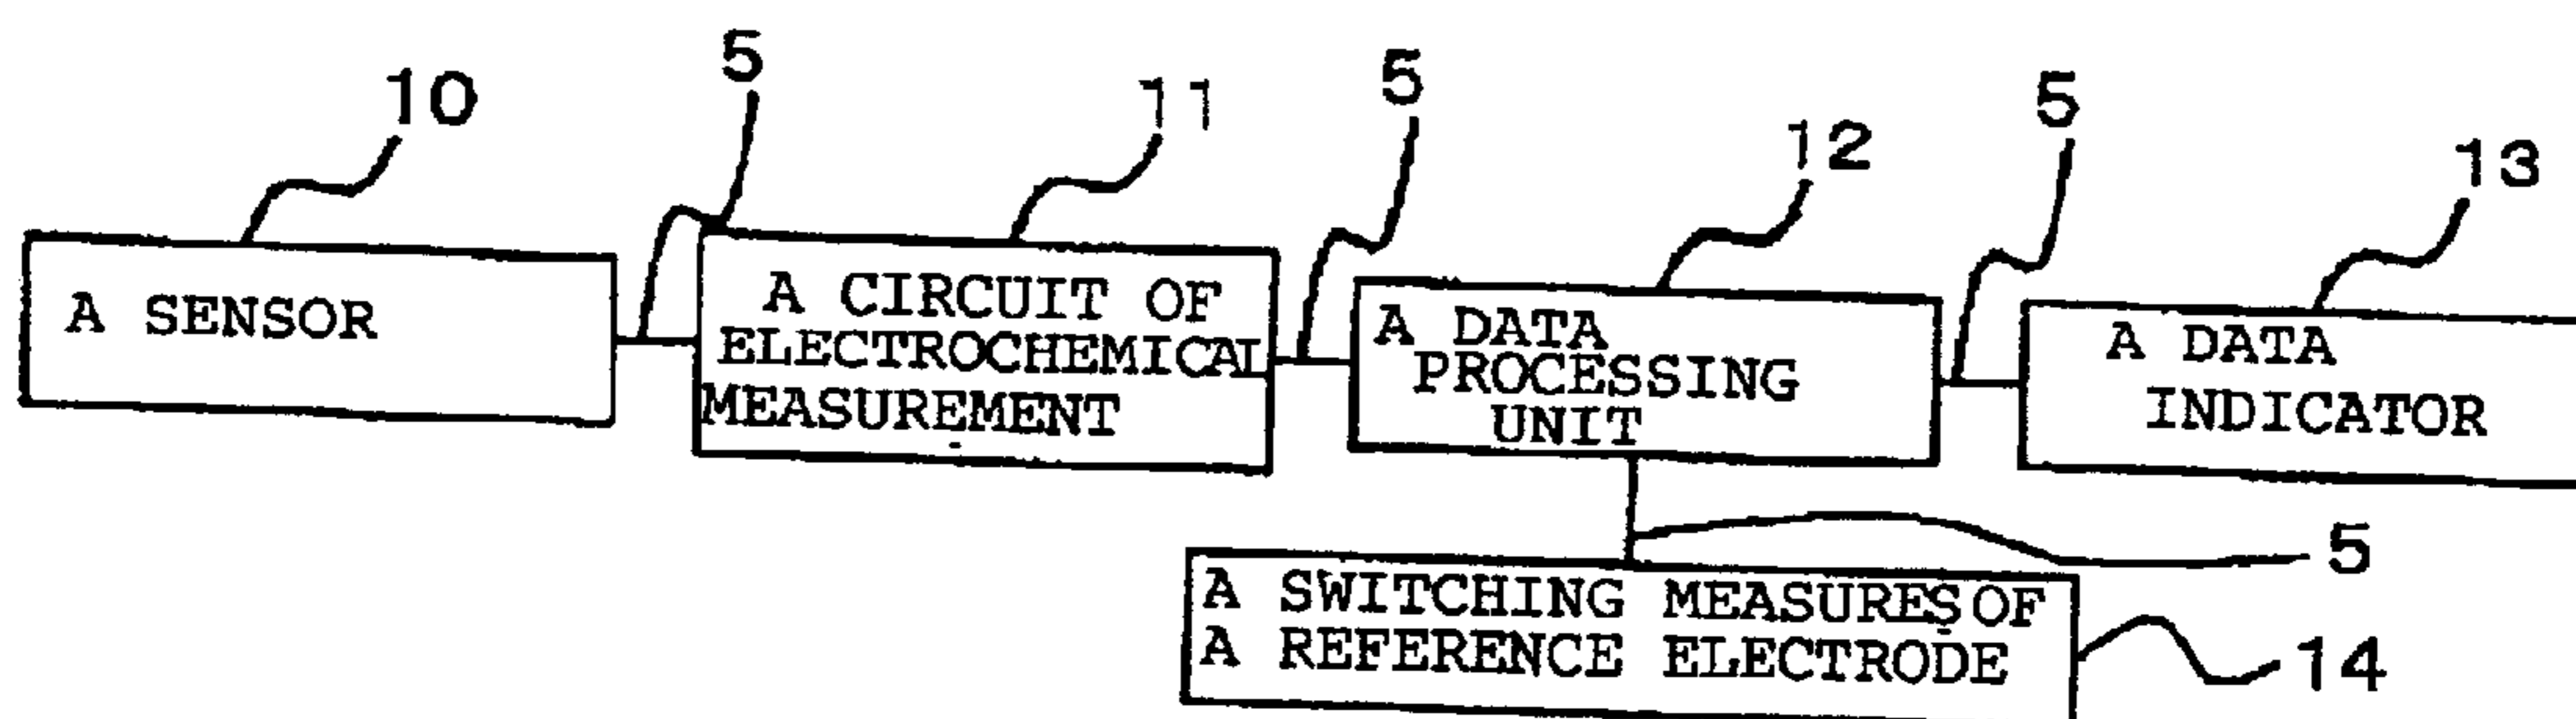 10
5
11
5
12
5
13
A SENSOR
A CIRCUIT OF
ELECTROCHEMICAL
MEASUREMENT
A DATA
PROCESSING
UNIT
A DATA
INDICATOR
5
A SWITCHING MEASURES OF
A REFERENCE ELECTRODE
14